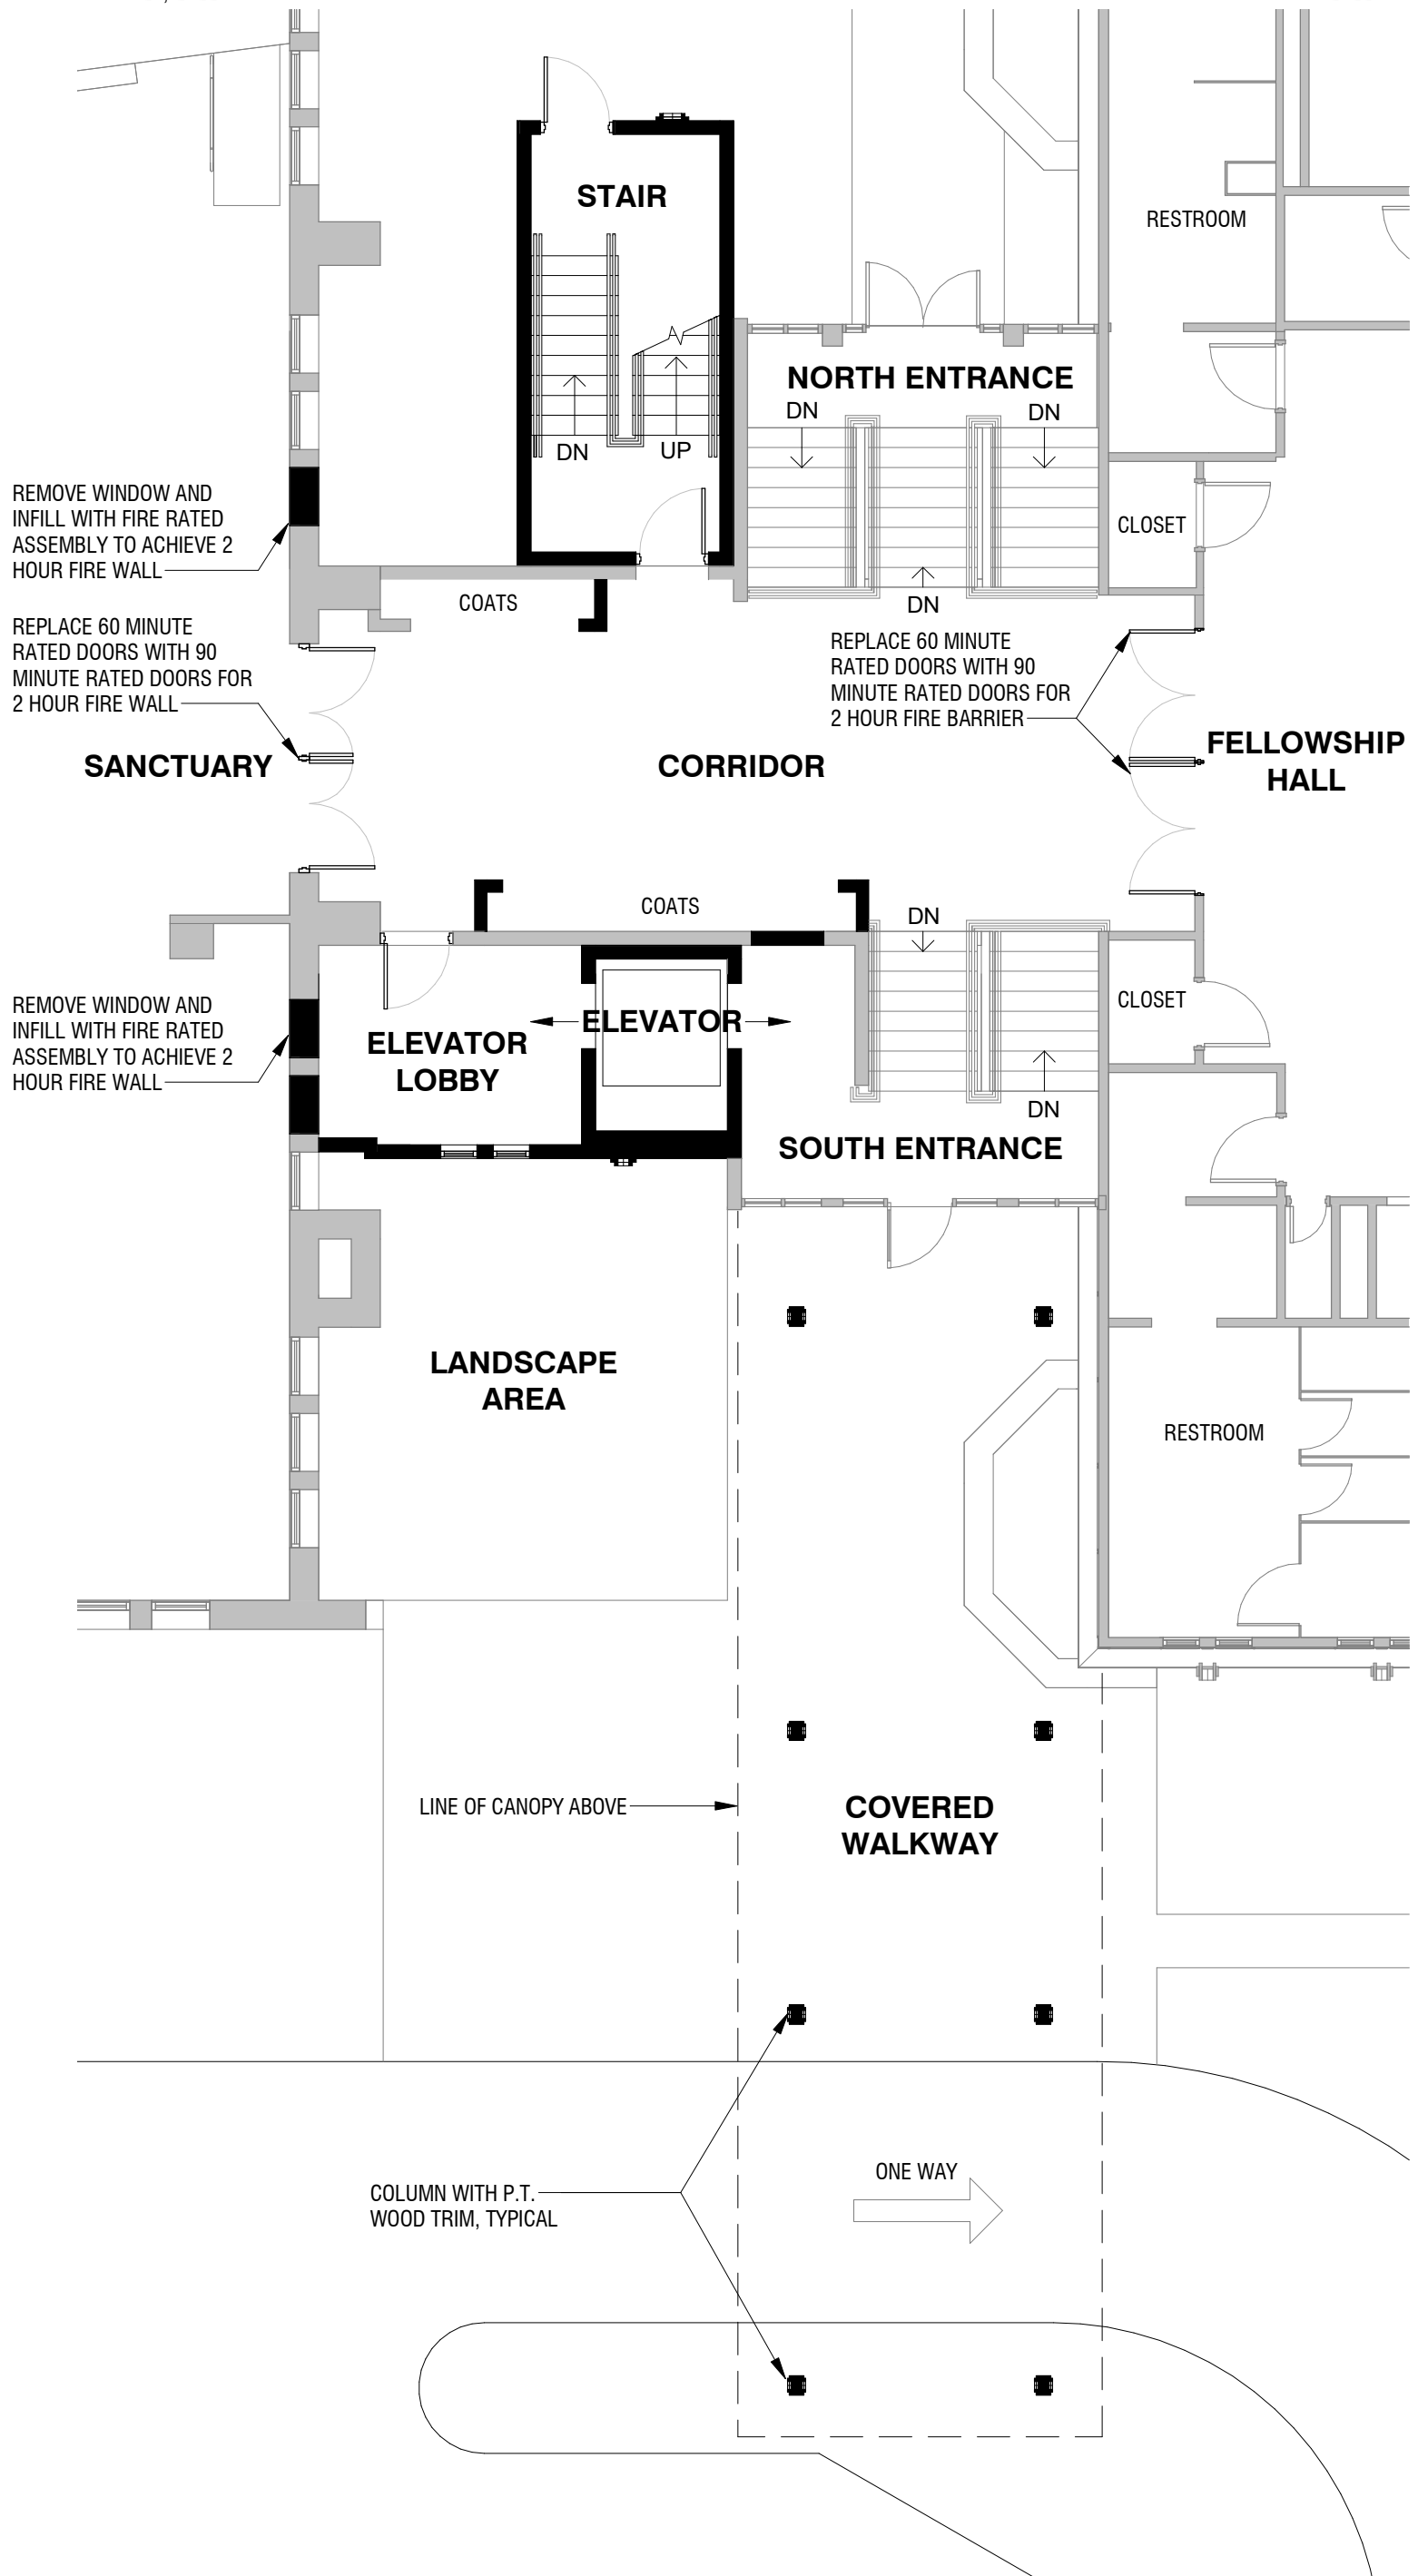 STAIR
RESTROOM
NORTH ENTRANCE
DN
DN
DN
UP
REMOVE WINDOW AND
INFILL WITH FIRE RATED
ASSEMBLY TO ACHIEVE 2
HOUR FIRE WALL
CLOSET
COATS
DN
REPLACE 60 MINUTE
RATED DOORS WITH 90
MINUTE RATED DOORS FOR
2 HOUR FIRE WALL
REPLACE 60 MINUTE
RATED DOORS WITH 90
MINUTE RATED DOORS FOR
2 HOUR FIRE BARRIER
SANCTUARY
CORRIDOR
FELLOWSHIP
HALL
COATS
DN
REMOVE WINDOW AND
INFILL WITH FIRE RATED
ASSEMBLY TO ACHIEVE 2
HOUR FIRE WALL
ELEVATOR
LOBBY
ELEVATOR
CLOSET
DN
SOUTH ENTRANCE
LANDSCAPE
AREA
RESTROOM
LINE OF CANOPY ABOVE
COVERED
WALKWAY
ONE WAY
COLUMN WITH P.T.
WOOD TRIM, TYPICAL